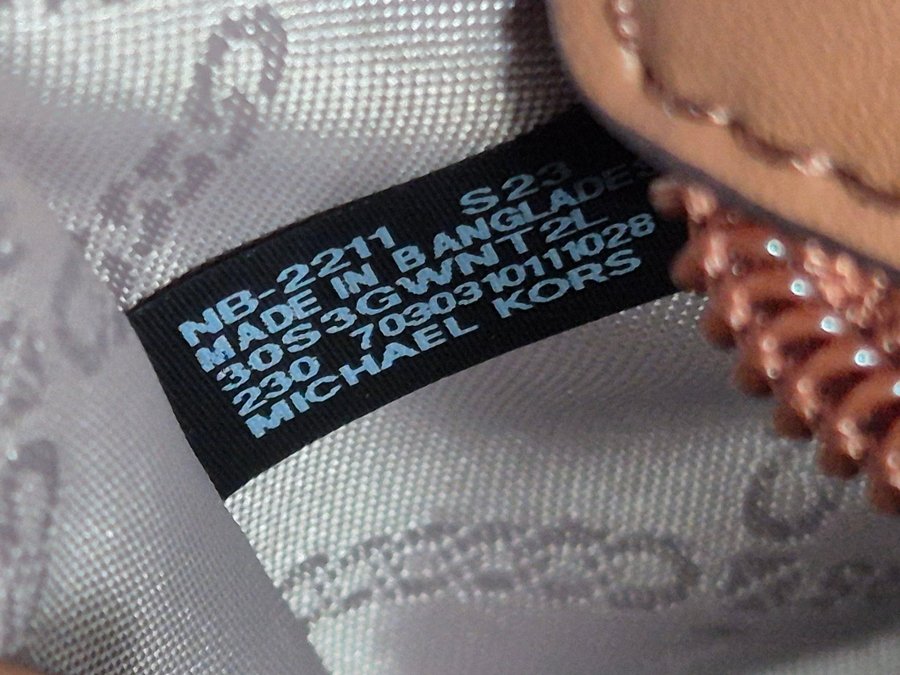 NB-2211 S23
MADE IN BANGLADES
30S3GWNT2L
230 7030310111028
MICHAEL KORS